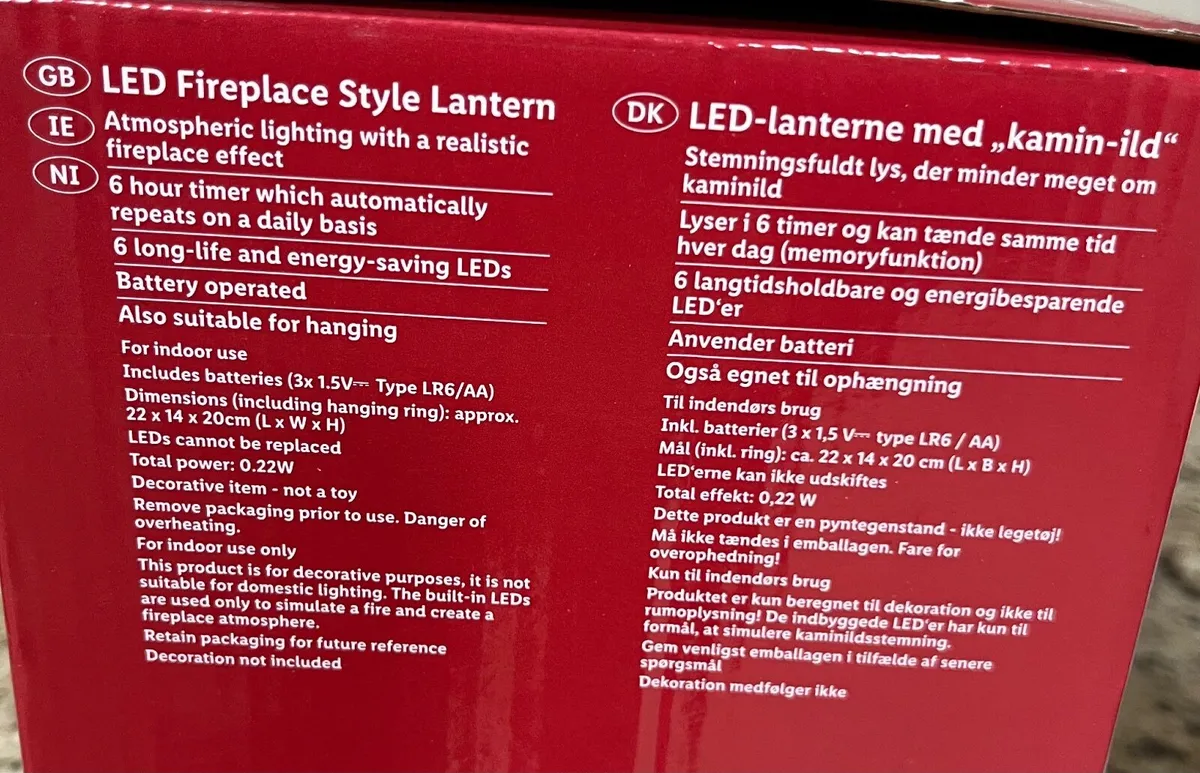 GB
IE
NI
LED Fireplace Style Lantern
Atmospheric lighting with a realistic
fireplace effect
6 hour timer which automatically
repeats on a daily basis
6 long-life and energy-saving LEDs
Battery operated
Also suitable for hanging
For indoor use
Includes batteries (3x 1.5V⎓ Type LR6/AA)
Dimensions (including hanging ring): approx.
22 x 14 x 20cm (L x W x H)
LEDs cannot be replaced
Total power: 0.22W
Decorative item - not a toy
Remove packaging prior to use. Danger of
overheating.
For indoor use only
This product is for decorative purposes, it is not
suitable for domestic lighting. The built-in LEDs
are used only to simulate a fire and create a
fireplace atmosphere.
Retain packaging for future reference
Decoration not included
DK
LED-lanterne med „kamin-ild“
Stemningsfuldt lys, der minder meget om
kaminild
Lyser i 6 timer og kan tænde samme tid
hver dag (memoryfunktion)
6 langtidsholdbare og energibesparende
LED‘er
Anvender batteri
Også egnet til ophængning
Til indendørs brug
Inkl. batterier (3 x 1,5 V⎓ type LR6 / AA)
Mål (inkl. ring): ca. 22 x 14 x 20 cm (L x B x H)
LED‘erne kan ikke udskiftes
Total effekt: 0,22 W
Dette produkt er en pyntegenstand - ikke legetøj!
Må ikke tændes i emballagen. Fare for
overophedning!
Kun til indendørs brug
Produktet er kun beregnet til dekoration og ikke til
rumoplysning! De indbyggede LED‘er har kun til
formål, at simulere kaminildsstemning.
Gem venligst emballagen i tilfælde af senere
spørgsmål
Dekoration medfølger ikke